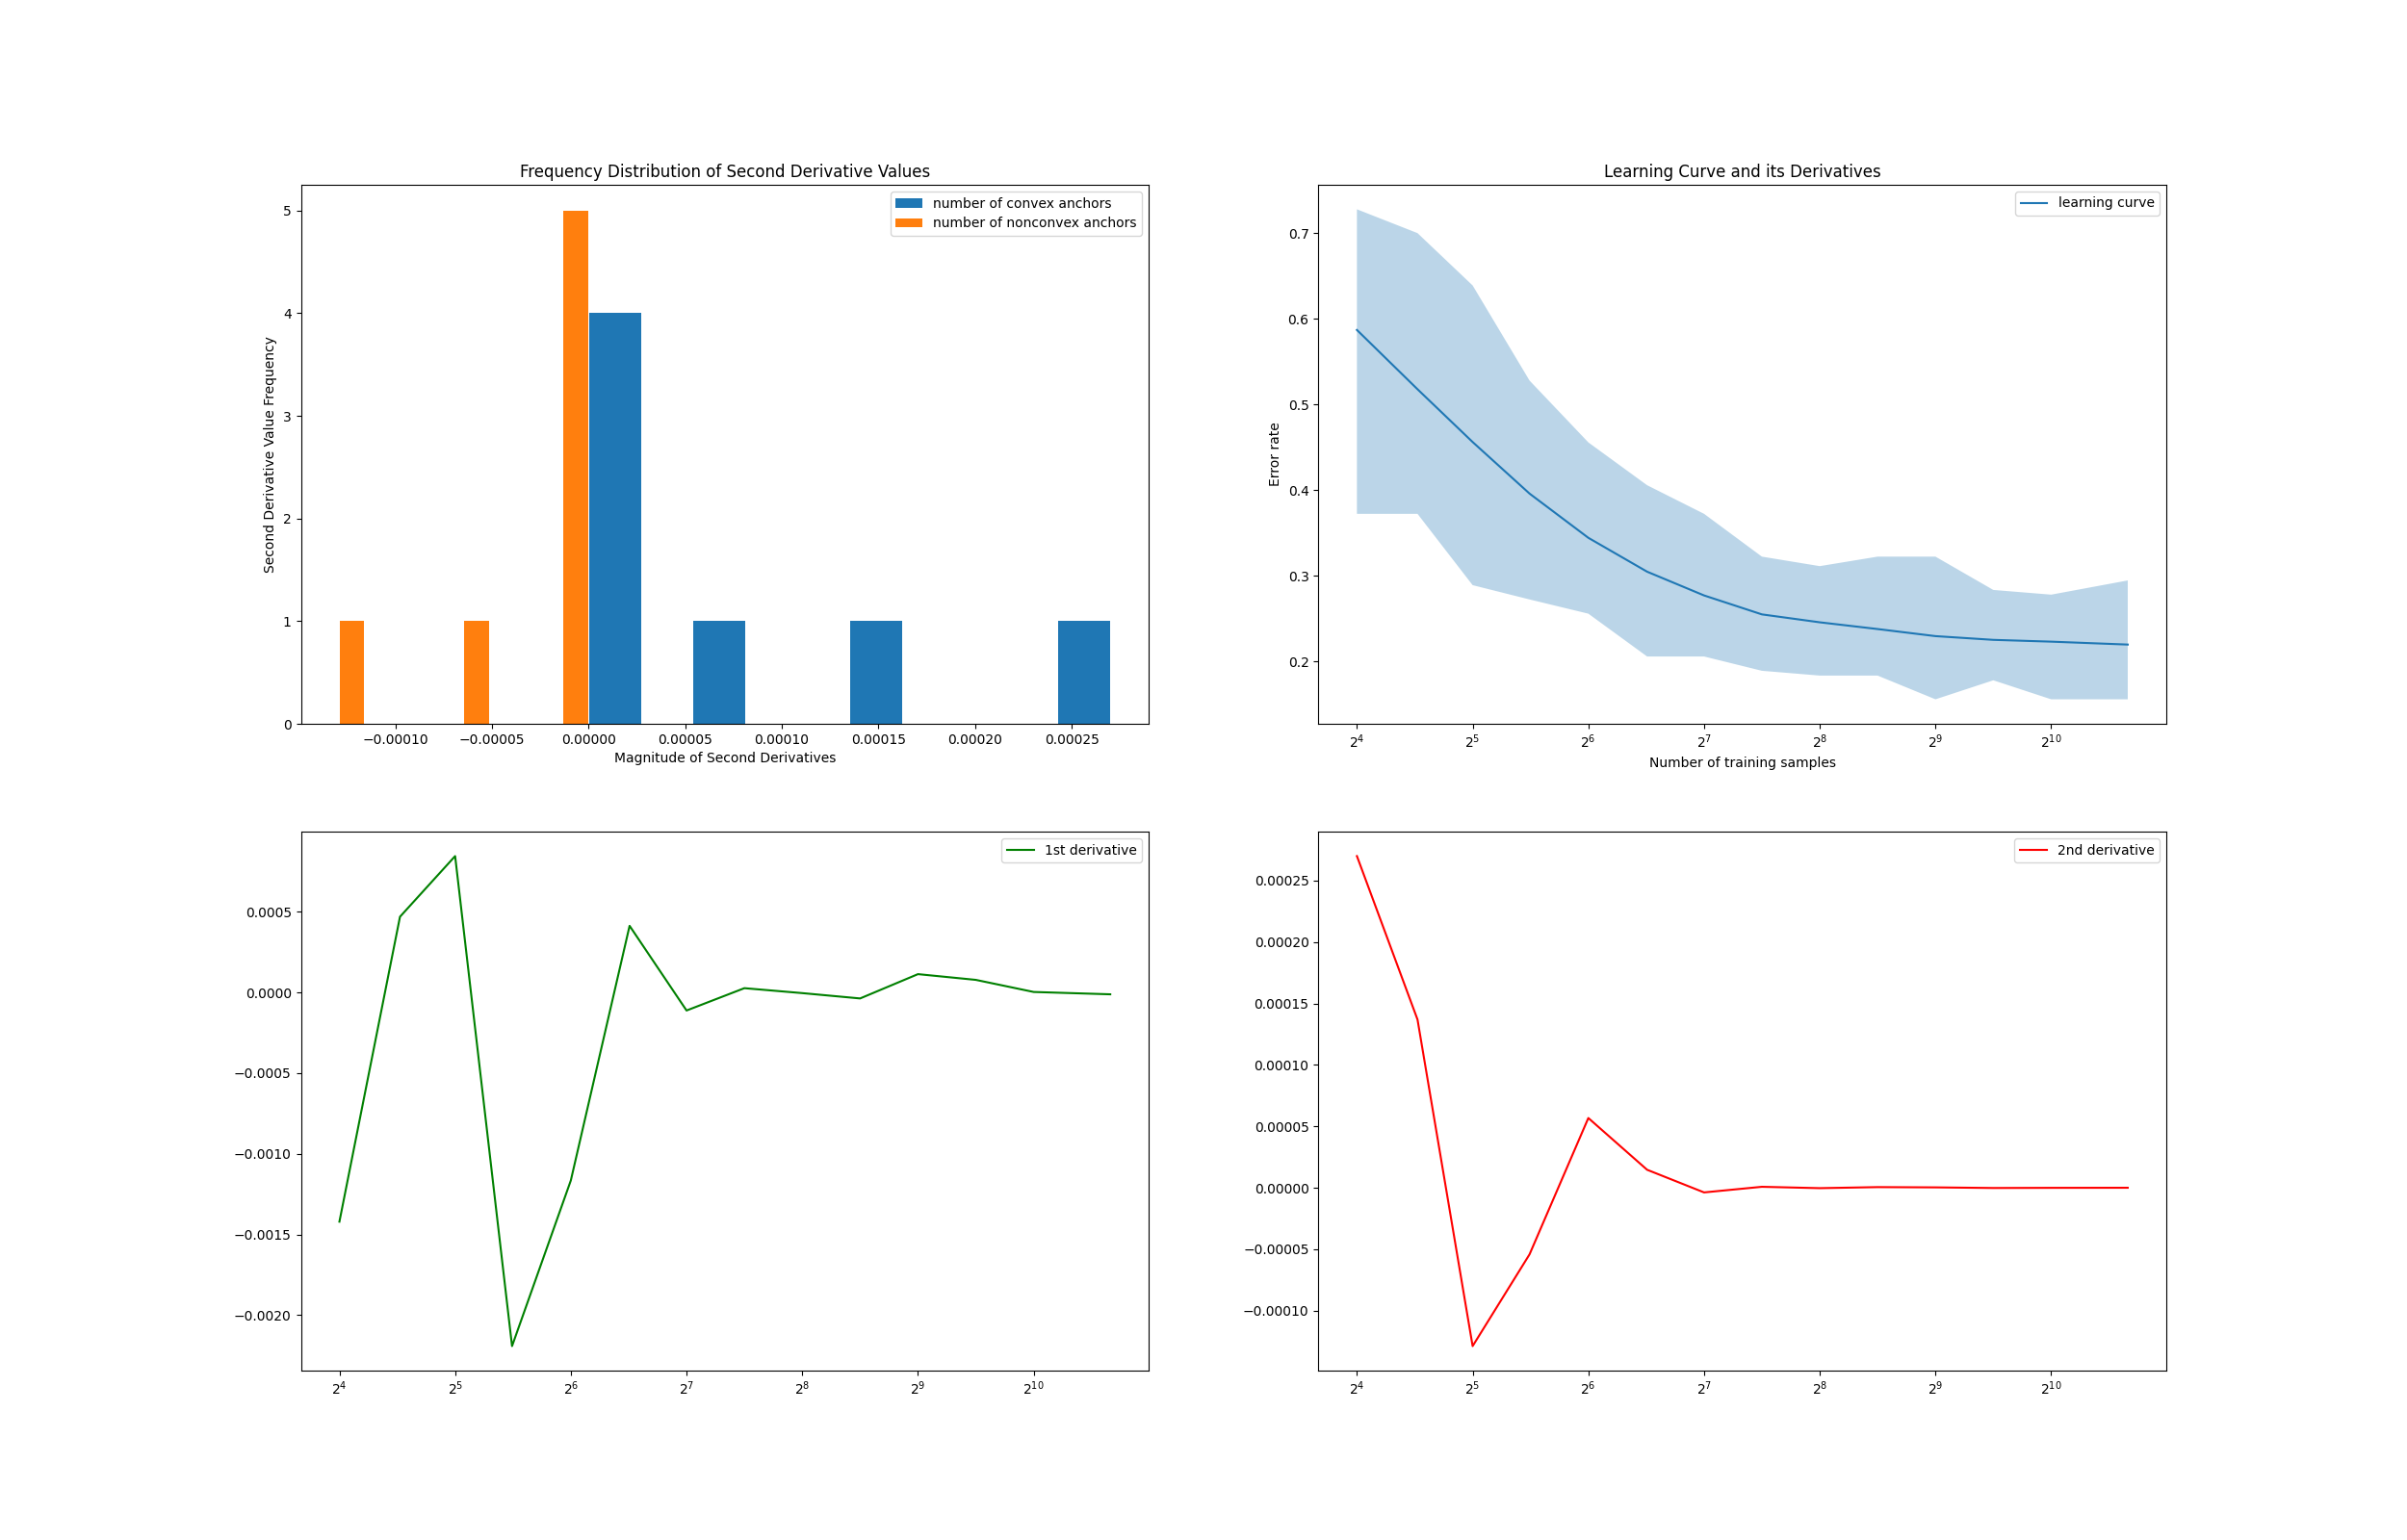 Frequency Distribution of Second Derivative Values
number of convex anchors
number of nonconvex anchors
5
4
3
2
1
0
Second Derivative Value Frequency
−0.00010 −0.00005 0.00000 0.00005 0.00010 0.00015 0.00020 0.00025
Magnitude of Second Derivatives
Learning Curve and its Derivatives
learning curve
0.7
0.6
0.5
0.4
0.3
0.2
Error rate
2⁴ 2⁵ 2⁶ 2⁷ 2⁸ 2⁹ 2¹⁰
Number of training samples
1st derivative
0.0005
0.0000
−0.0005
−0.0010
−0.0015
−0.0020
2⁴ 2⁵ 2⁶ 2⁷ 2⁸ 2⁹ 2¹⁰
2nd derivative
0.00025
0.00020
0.00015
0.00010
0.00005
0.00000
−0.00005
−0.00010
2⁴ 2⁵ 2⁶ 2⁷ 2⁸ 2⁹ 2¹⁰